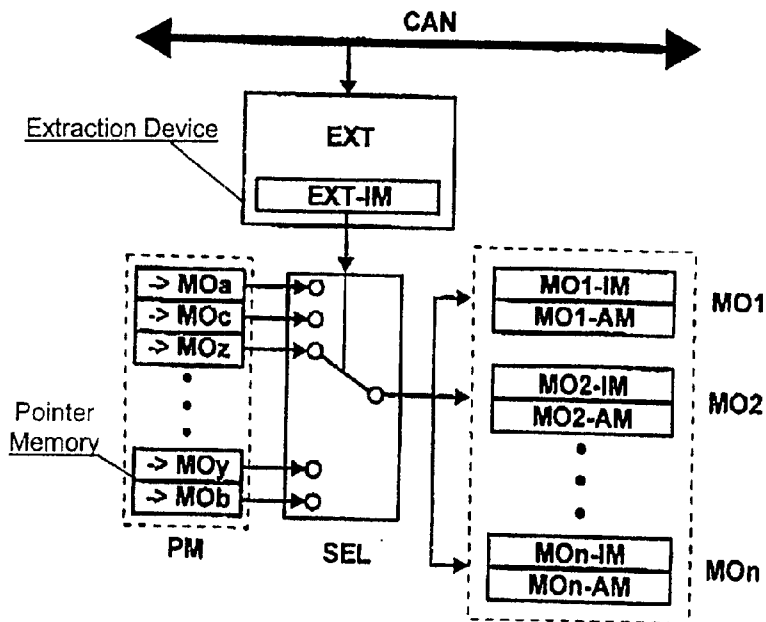 CAN
Extraction Device
EXT
EXT-IM
-> MOa
-> MOc
-> MOz
-> MOy
-> MOb
Pointer
Memory
PM
SEL
MO1-IM
MO1-AM
MO1
MO2-IM
MO2-AM
MO2
MOn-IM
MOn-AM
MOn